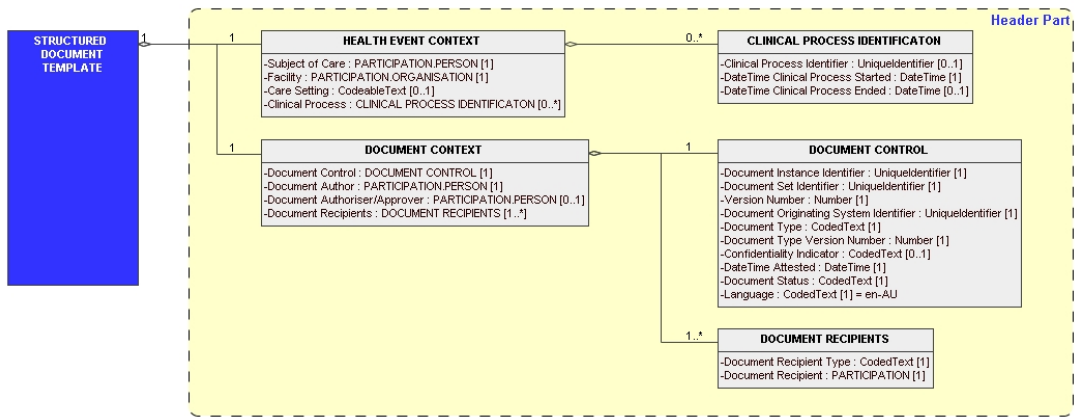 Header Part
STRUCTURED
DOCUMENT
TEMPLATE
1
1
HEALTH EVENT CONTEXT
-Subject of Care : PARTICIPATION.PERSON [1]
-Facility : PARTICIPATION.ORGANISATION [1]
-Care Setting : CodeableText [0..1]
-Clinical Process : CLINICAL PROCESS IDENTIFICATON [0..*]
0..*
CLINICAL PROCESS IDENTIFICATON
-Clinical Process Identifier : UniqueIdentifier [0..1]
-DateTime Clinical Process Started : DateTime [1]
-DateTime Clinical Process Ended : DateTime [0..1]
1
DOCUMENT CONTEXT
-Document Control : DOCUMENT CONTROL [1]
-Document Author : PARTICIPATION.PERSON [1]
-Document Authoriser/Approver : PARTICIPATION.PERSON [0..1]
-Document Recipients : DOCUMENT RECIPIENTS [1..*]
1
DOCUMENT CONTROL
-Document Instance Identifier : UniqueIdentifier [1]
-Document Set Identifier : UniqueIdentifier [1]
-Version Number : Number [1]
-Document Originating System Identifier : UniqueIdentifier [1]
-Document Type : CodedText [1]
-Document Type Version Number : Number [1]
-Confidentiality Indicator : CodedText [0..1]
-DateTime Attested : DateTime [1]
-Document Status : CodedText [1]
-Language : CodedText [1] = en-AU
1..*
DOCUMENT RECIPIENTS
-Document Recipient Type : CodedText [1]
-Document Recipient : PARTICIPATION [1]